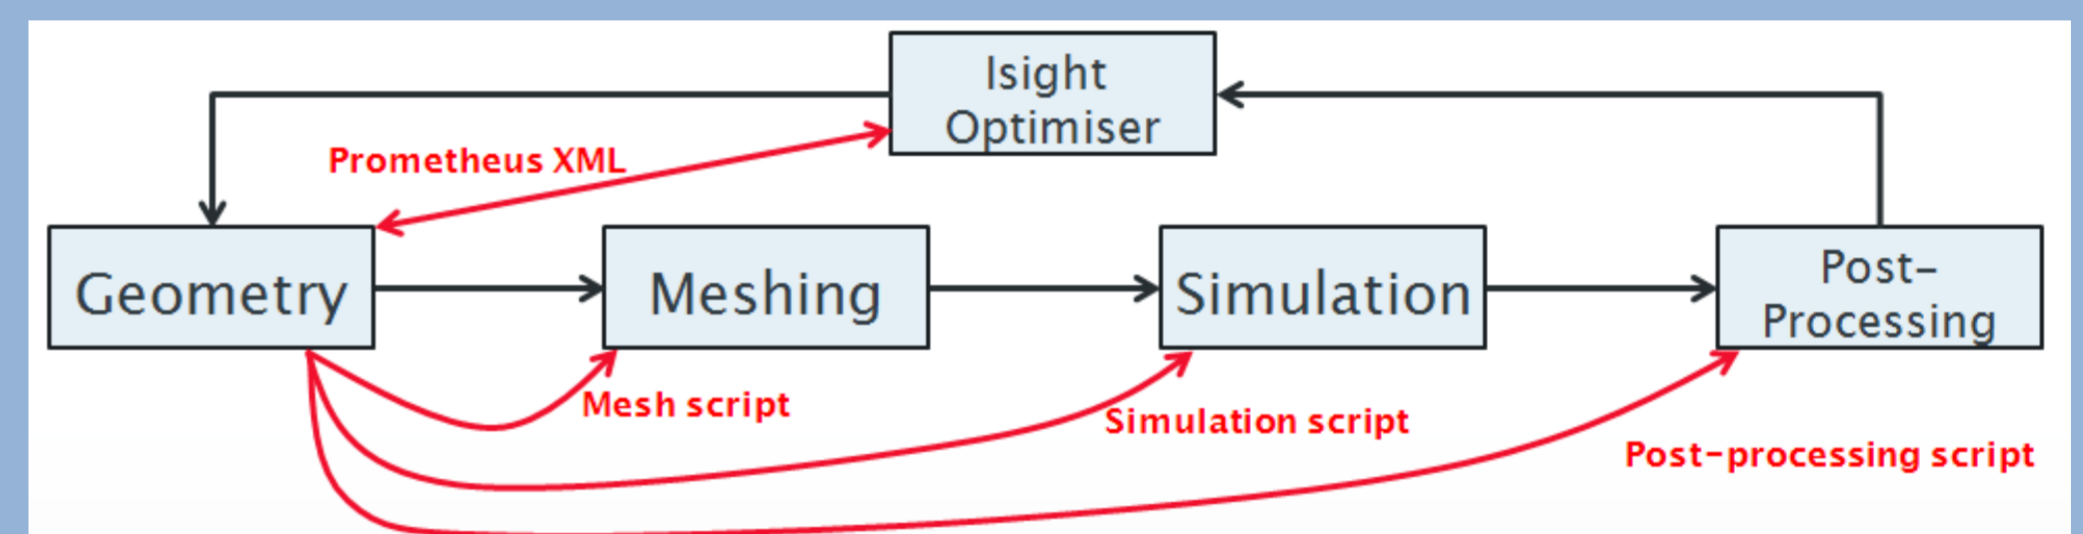 Isight
Optimiser
Prometheus XML
Geometry
Meshing
Simulation
Post-
Processing
Mesh script
Simulation script
Post-processing script